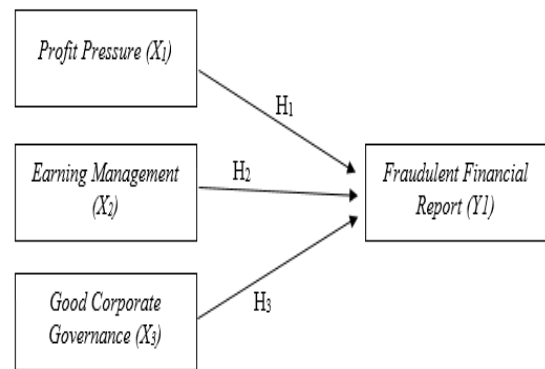 Profit Pressure (X₁)
H₁
Earning Management
(X₂)
H₂
Fraudulent Financial
Report (Y1)
Good Corporate
Governance (X₃)
H₃